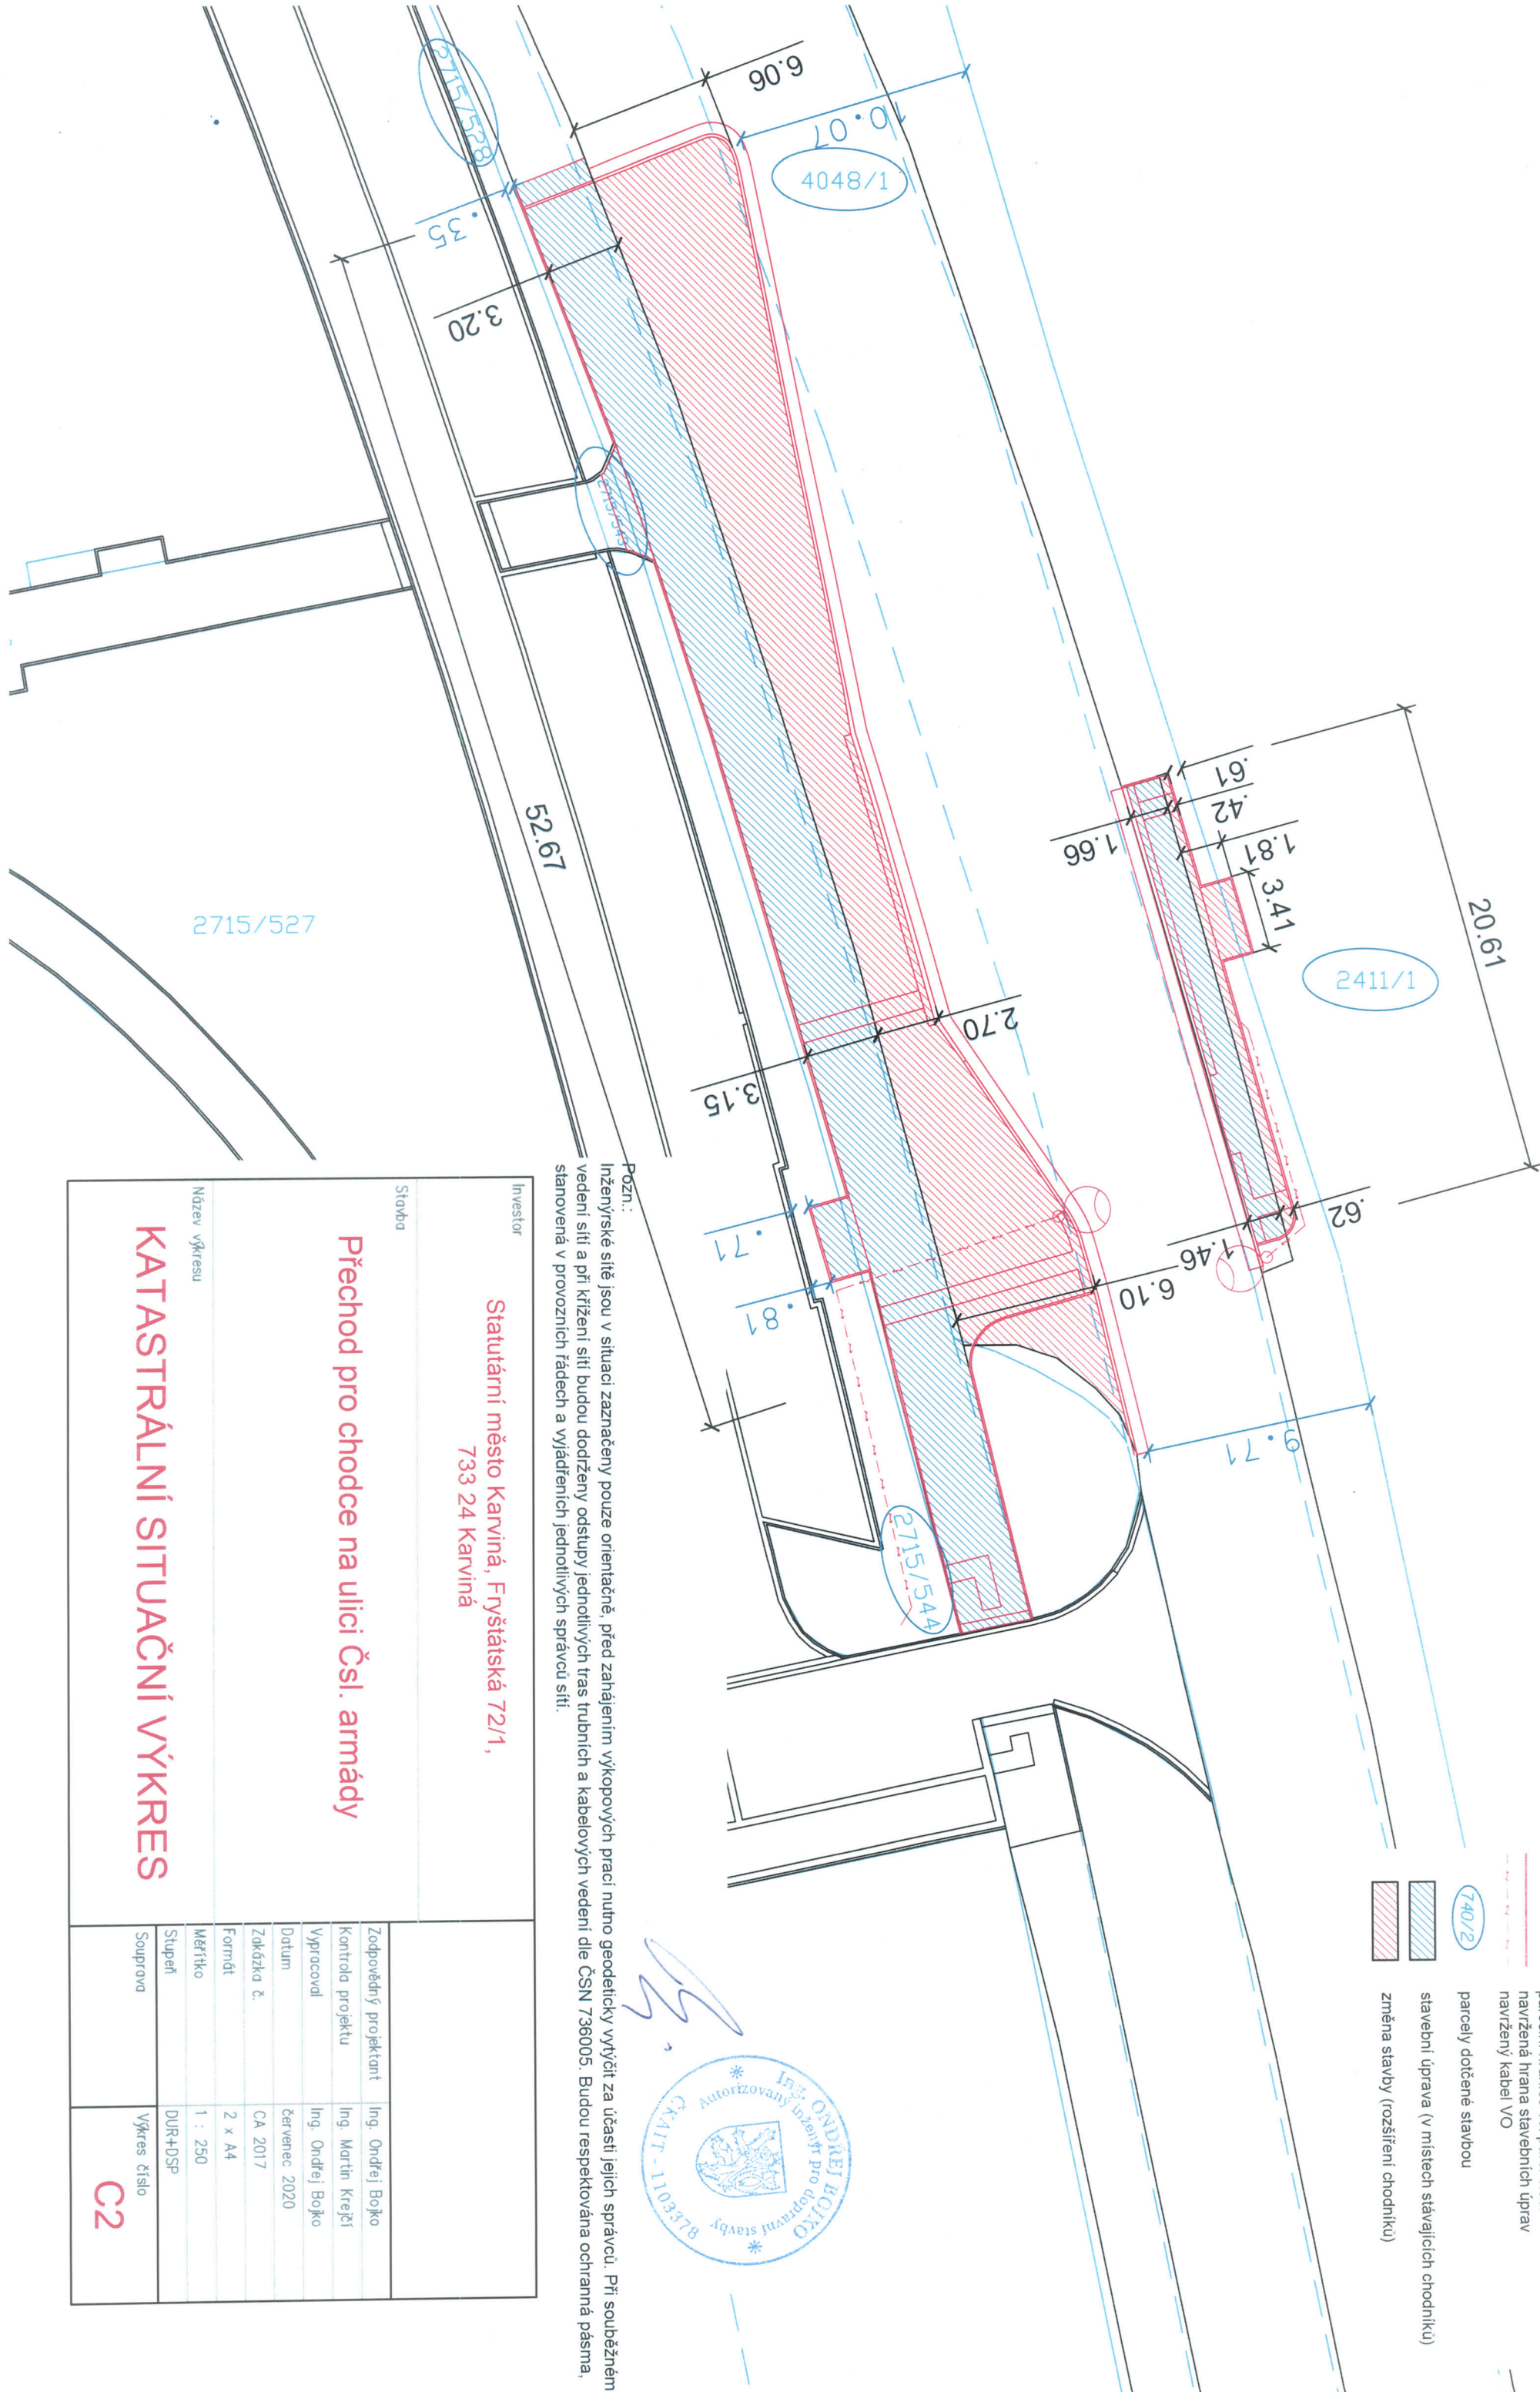 navržená hrana stavebních úprav
navržený kabel VO
740/2
parcely dotčené stavbou
stavební úprava (v místech stávajících chodníků)
změna stavby (rozšíření chodníků)
20.61
.61
.42
1.81
3.41
1.66
2411/1
.62
1.46
6.10
9.71
6.06
10.07
4048/1
2715/528
.35
3.20
52.67
2.70
3.15
.71
.81
2715/544
2715/527
Pozn.:
Inženýrské sítě jsou v situaci zaznačeny pouze orientačně, před zahájením výkopových prací nutno geodeticky vytýčit za účasti jejich správců. Při souběžném
vedení sítí a při křížení sítí budou dodrženy odstupy jednotlivých tras trubních a kabelových vedení dle ČSN 736005. Budou respektována ochranná pásma,
stanovená v provozních řádech a vyjádřeních jednotlivých správců sítí.
Ing. ONDŘEJ BOJKO
Autorizovaný inženýr pro dopravní stavby
ČKAIT - 1103378
Investor
Statutární město Karviná, Fryštátská 72/1,
733 24 Karviná
Stavba
Přechod pro chodce na ulici Čsl. armády
Název výkresu
KATASTRÁLNÍ SITUAČNÍ VÝKRES
Zodpovědný projektant Ing. Ondřej Bojko
Kontrola projektu Ing. Martin Krejčí
Vypracoval Ing. Ondřej Bojko
Datum červenec 2020
Zakázka č. CA 2017
Formát 2 x A4
Měřítko 1 : 250
Stupeň DUR+DSP
Souprava
Výkres číslo
C2